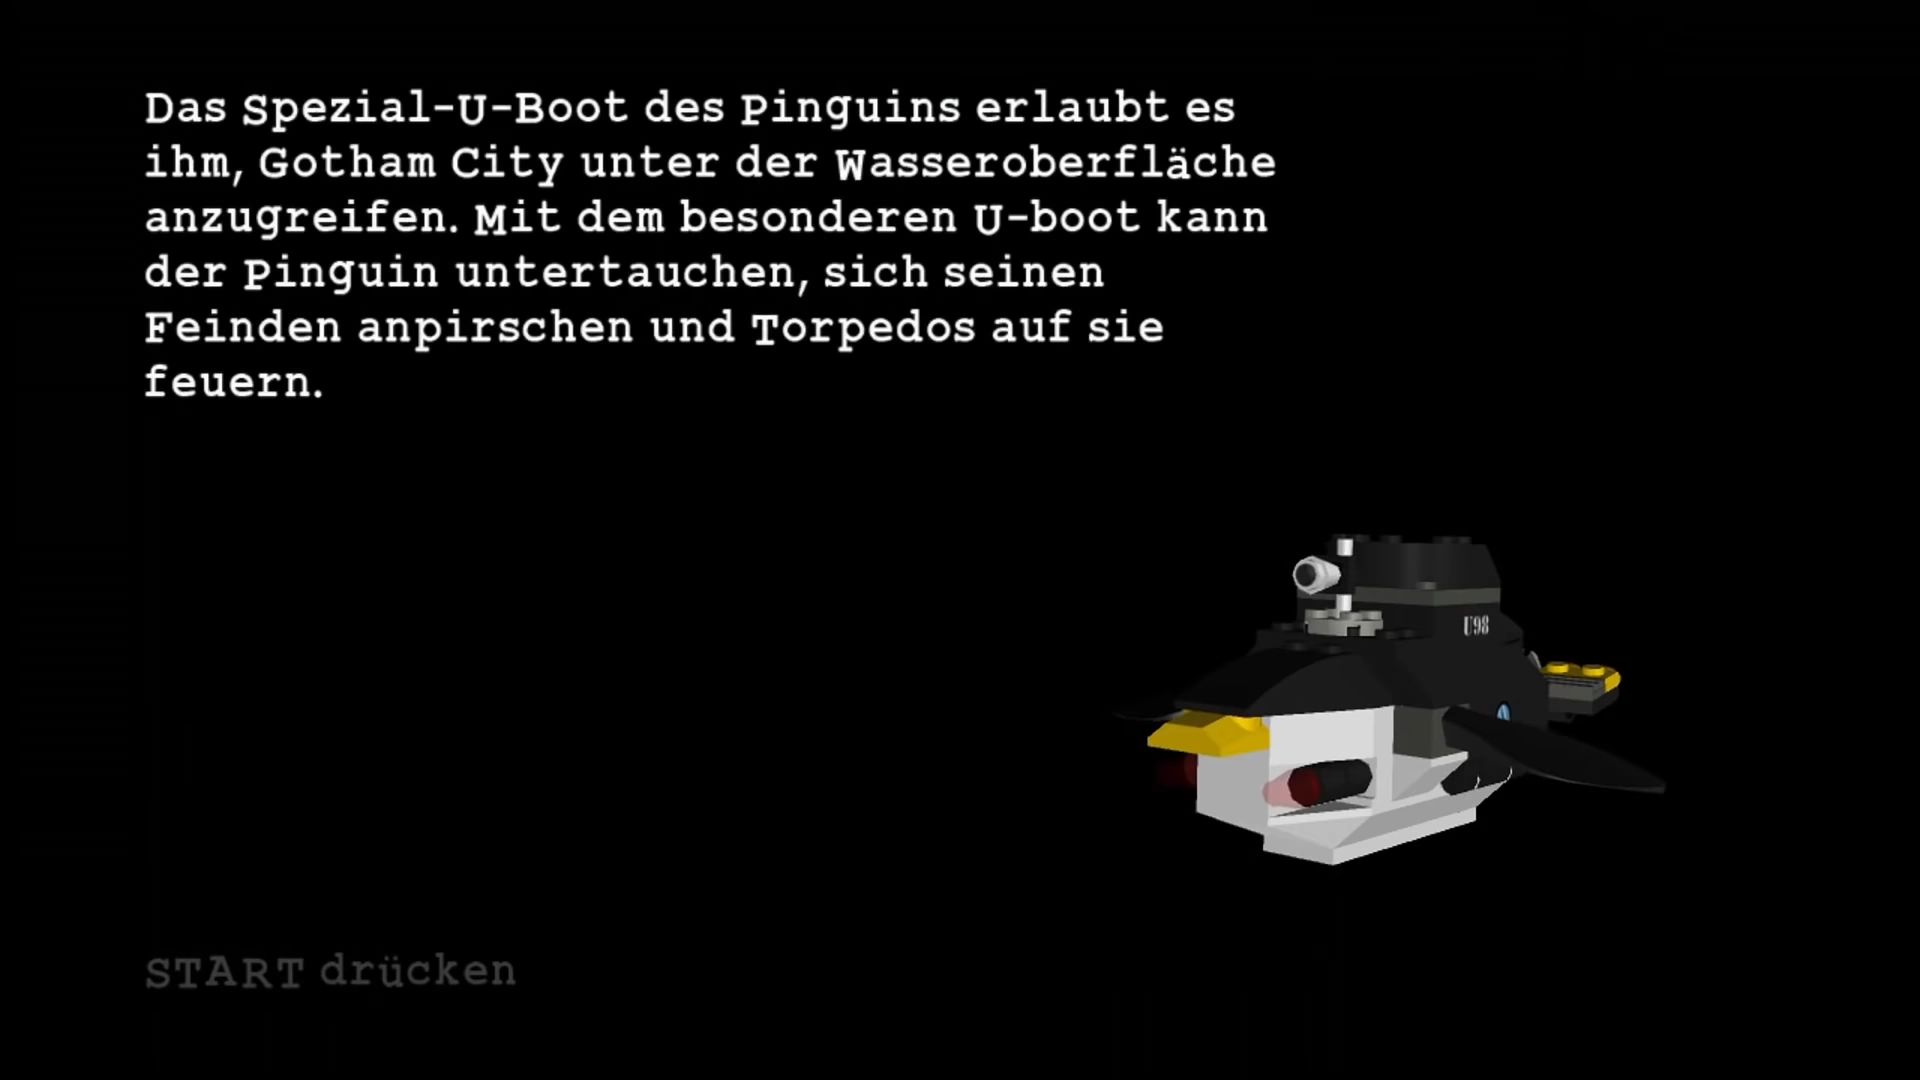 Das Spezial-U-Boot des Pinguins erlaubt es
ihm, Gotham City unter der Wasseroberfläche
anzugreifen. Mit dem besonderen U-boot kann
der Pinguin untertauchen, sich seinen
Feinden anpirschen und Torpedos auf sie
feuern.
U98
START drücken